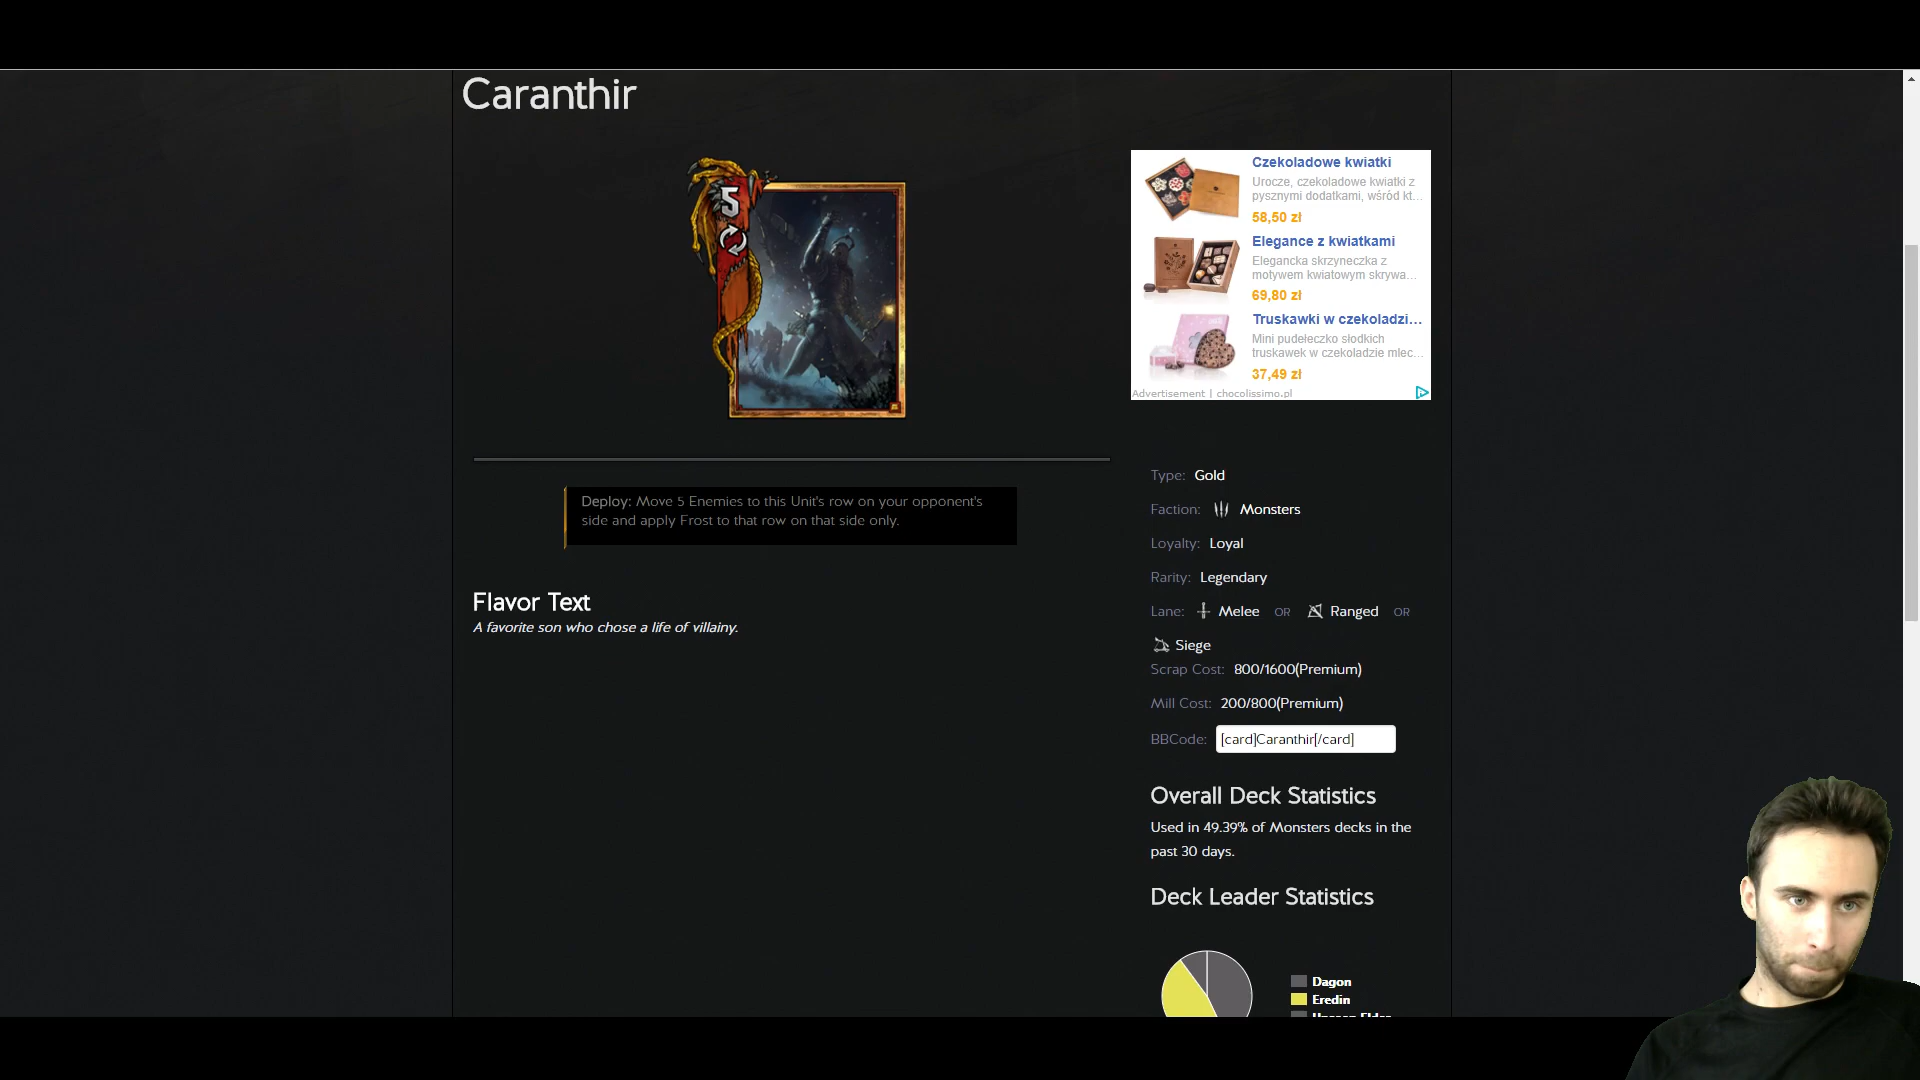 Caranthir
5
Deploy: Move 5 Enemies to this Unit's row on your opponent's
side and apply Frost to that row on that side only.
Flavor Text
A favorite son who chose a life of villainy.
Czekoladowe kwiatki
Urocze, czekoladowe kwiatki z
pysznymi dodatkami, wśród kt...
58,50 zł
Elegance z kwiatkami
Elegancka skrzyneczka z
motywem kwiatowym skrywa...
69,80 zł
Truskawki w czekoladzi...
Mini pudełeczko słodkich
truskawek w czekoladzie mlec...
37,49 zł
Advertisement | chocolissimo.pl
Type: Gold
Faction: Monsters
Loyalty: Loyal
Rarity: Legendary
Lane: Melee OR Ranged OR
Siege
Scrap Cost: 800/1600(Premium)
Mill Cost: 200/800(Premium)
BBCode: [card]Caranthir[/card]
Overall Deck Statistics
Used in 49.39% of Monsters decks in the
past 30 days.
Deck Leader Statistics
Dagon
Eredin